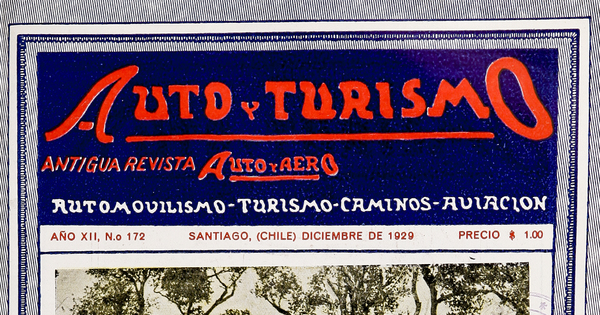 AUTO Y TURISMO
ANTIGUA REVISTA AUTO Y AERO
AUTOMOVILISMO-TURISMO-CAMINOS-AVIACION
AÑO XII, N.o 172 SANTIAGO, (CHILE) DICIEMBRE DE 1929 PRECIO $ 1.00